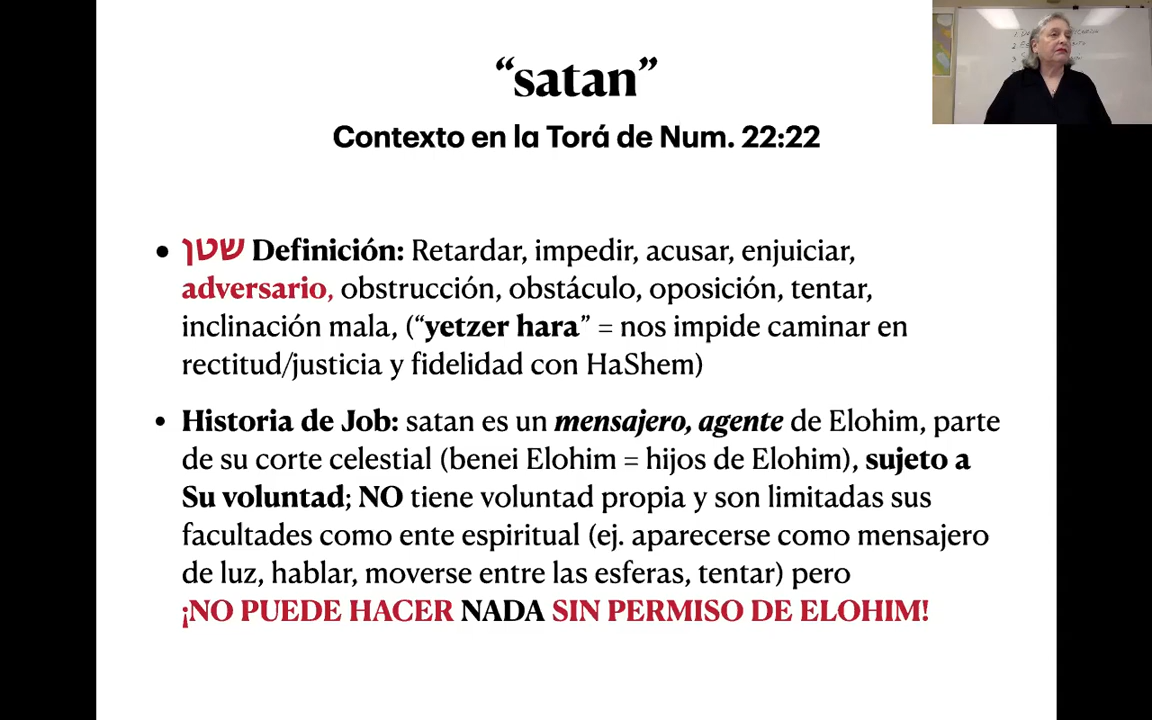 “satan”
Contexto en la Torá de Num. 22:22
• שטן Definición: Retardar, impedir, acusar, enjuiciar,
adversario, obstrucción, obstáculo, oposición, tentar,
inclinación mala, (“yetzer hara” = nos impide caminar en
rectitud/justicia y fidelidad con HaShem)
• Historia de Job: satan es un mensajero, agente de Elohim, parte
de su corte celestial (benei Elohim = hijos de Elohim), sujeto a
Su voluntad; NO tiene voluntad propia y son limitadas sus
facultades como ente espiritual (ej. aparecerse como mensajero
de luz, hablar, moverse entre las esferas, tentar) pero
¡NO PUEDE HACER NADA SIN PERMISO DE ELOHIM!